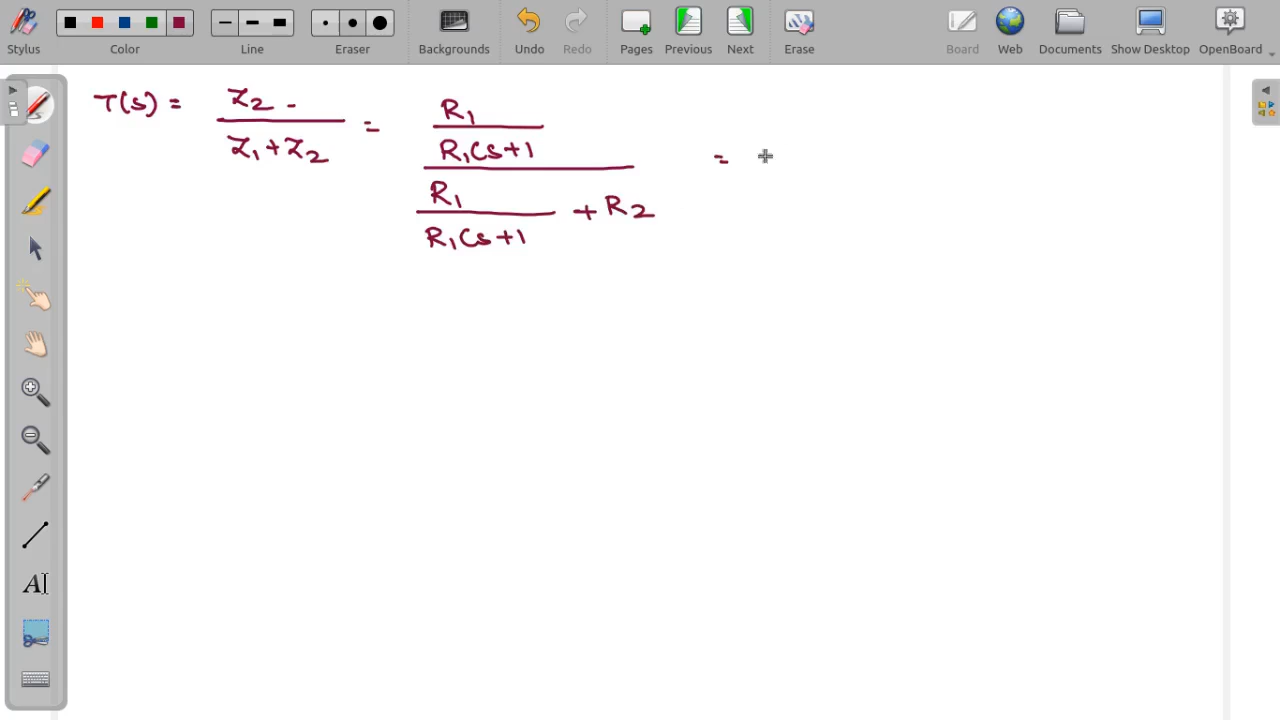 Stylus Color Line Eraser Backgrounds Undo Redo Pages Previous Next Erase Board Web Documents Show Desktop OpenBoard
T(s) = Z2 / Z1+Z2 = (R1 / R1Cs+1) / (R1 / R1Cs+1 + R2) =
A